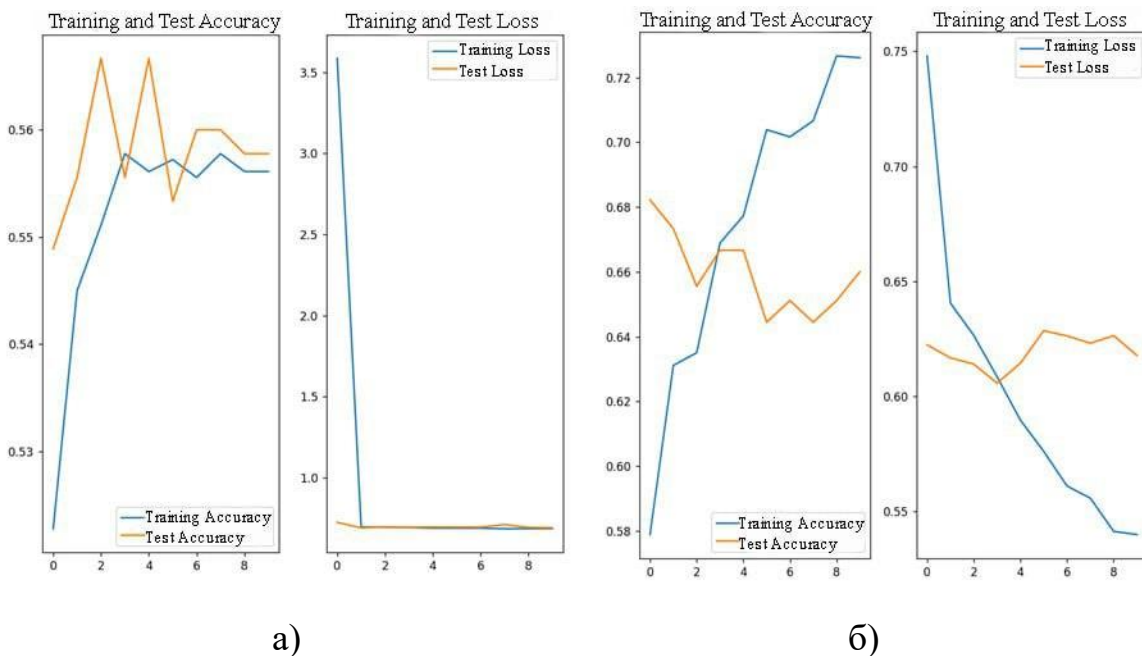 Training and Test Accuracy
0.56
0.55
0.54
0.53
Training Accuracy
Test Accuracy
0 2 4 6 8
Training and Test Loss
Training Loss
Test Loss
3.5
3.0
2.5
2.0
1.5
1.0
0 2 4 6 8
а)
Training and Test Accuracy
0.72
0.70
0.68
0.66
0.64
0.62
0.60
0.58
Training Accuracy
Test Accuracy
0 2 4 6 8
Training and Test Loss
0.75
Training Loss
Test Loss
0.70
0.65
0.60
0.55
0 2 4 6 8
б)